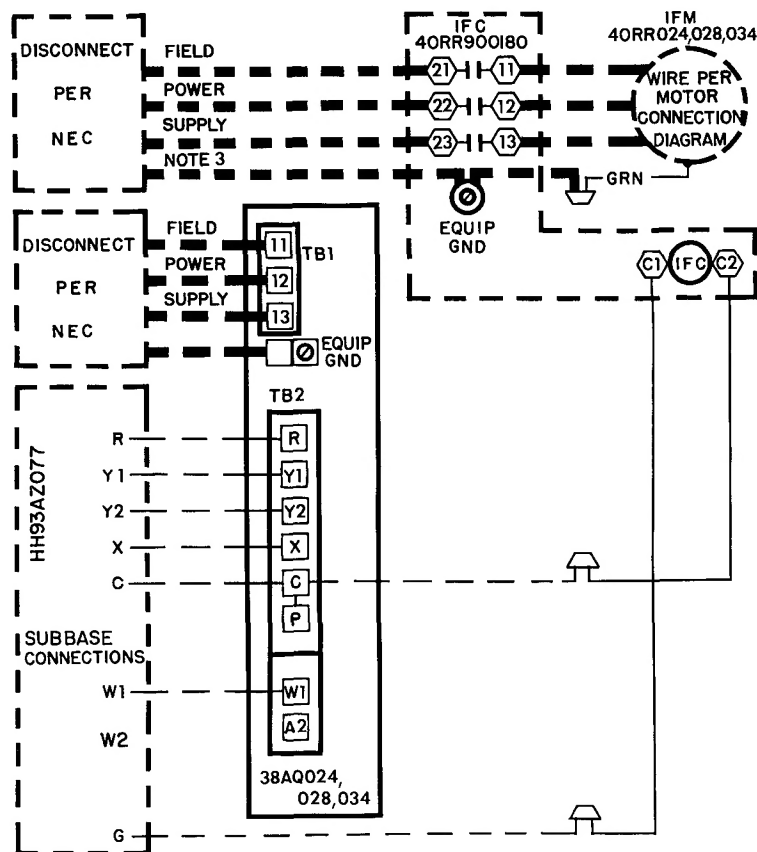 DISCONNECT
PER
NEC
FIELD
POWER
SUPPLY
NOTE 3
IFC
40RR900180
21 11
22 12
23 13
EQUIP
GND
IFM
40RR024,028,034
WIRE PER
MOTOR
CONNECTION
DIAGRAM
GRN
C1 IFC C2
DISCONNECT
PER
NEC
FIELD
POWER
SUPPLY
11
12
13
TB1
EQUIP
GND
TB2
HH93AZ077
R R
Y1 Y1
Y2 Y2
X X
C C
P
SUBBASE
CONNECTIONS
W1 W1
W2
A2
38AQ024,
028,034
G